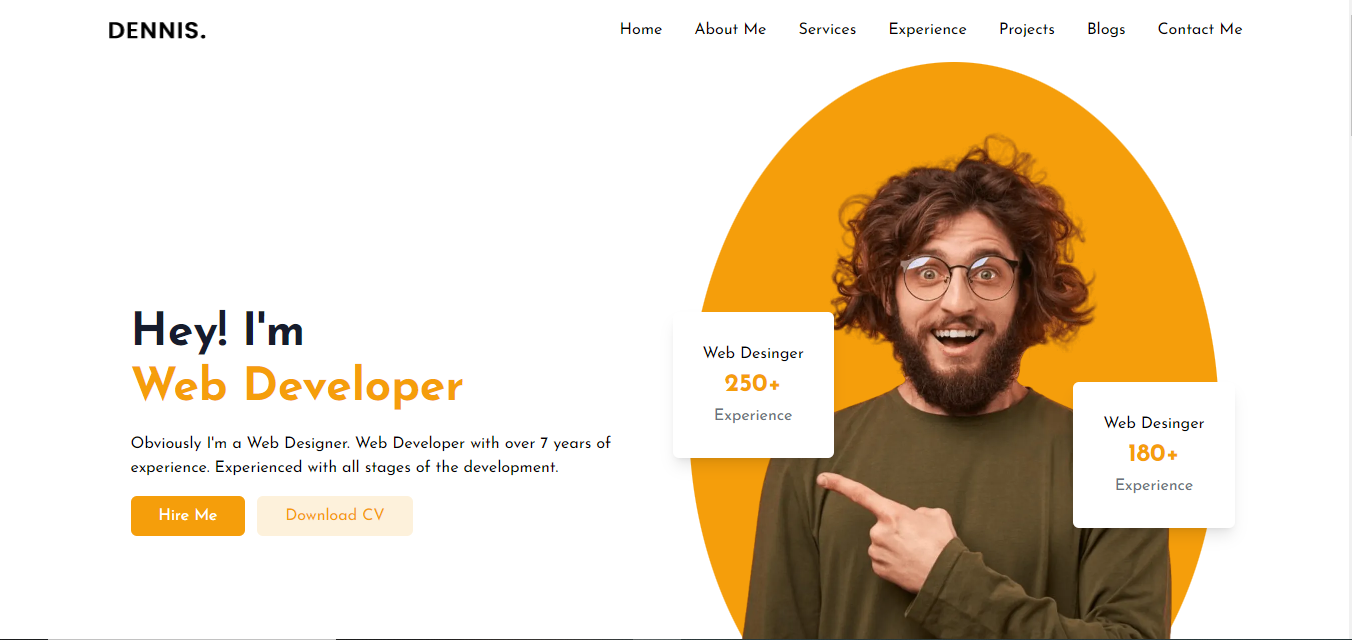 DENNIS.
Home About Me Services Experience Projects Blogs Contact Me
Hey! I'm
Web Developer
Obviously I'm a Web Designer. Web Developer with over 7 years of
experience. Experienced with all stages of the development.
Hire Me Download CV
Web Desinger
250+
Experience
Web Desinger
180+
Experience